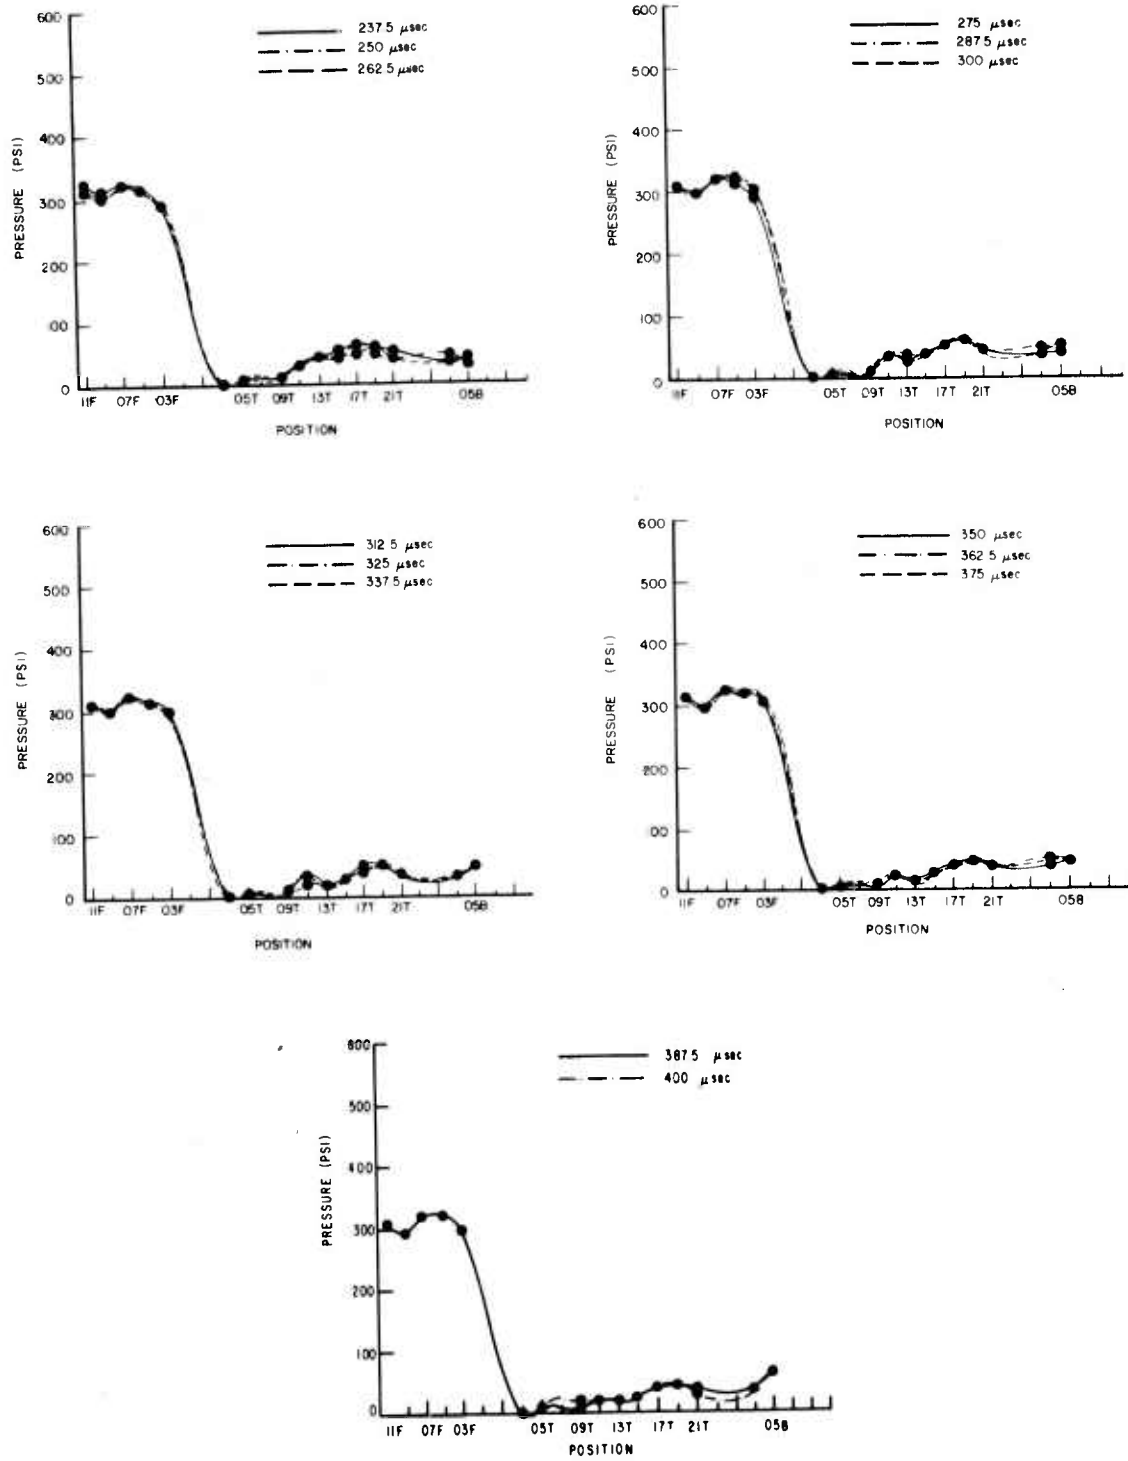 600
500
400
300
200
100
0
PRESSURE (PSI)
237.5 μsec
250 μsec
262.5 μsec
11F 07F 03F 05T 09T 13T 17T 21T 05B
POSITION
600
500
400
300
200
100
0
PRESSURE (PSI)
275 μsec
287.5 μsec
300 μsec
11F 07F 03F 05T 09T 13T 17T 21T 05B
POSITION
600
500
400
300
200
100
0
PRESSURE (PSI)
312.5 μsec
325 μsec
337.5 μsec
11F 07F 03F 05T 09T 13T 17T 21T 05B
POSITION
600
500
400
300
200
100
0
PRESSURE (PSI)
350 μsec
362.5 μsec
375 μsec
11F 07F 03F 05T 09T 13T 17T 21T 05B
POSITION
600
500
400
300
200
100
0
PRESSURE (PSI)
387.5 μsec
400 μsec
11F 07F 03F 05T 09T 13T 17T 21T 05B
POSITION